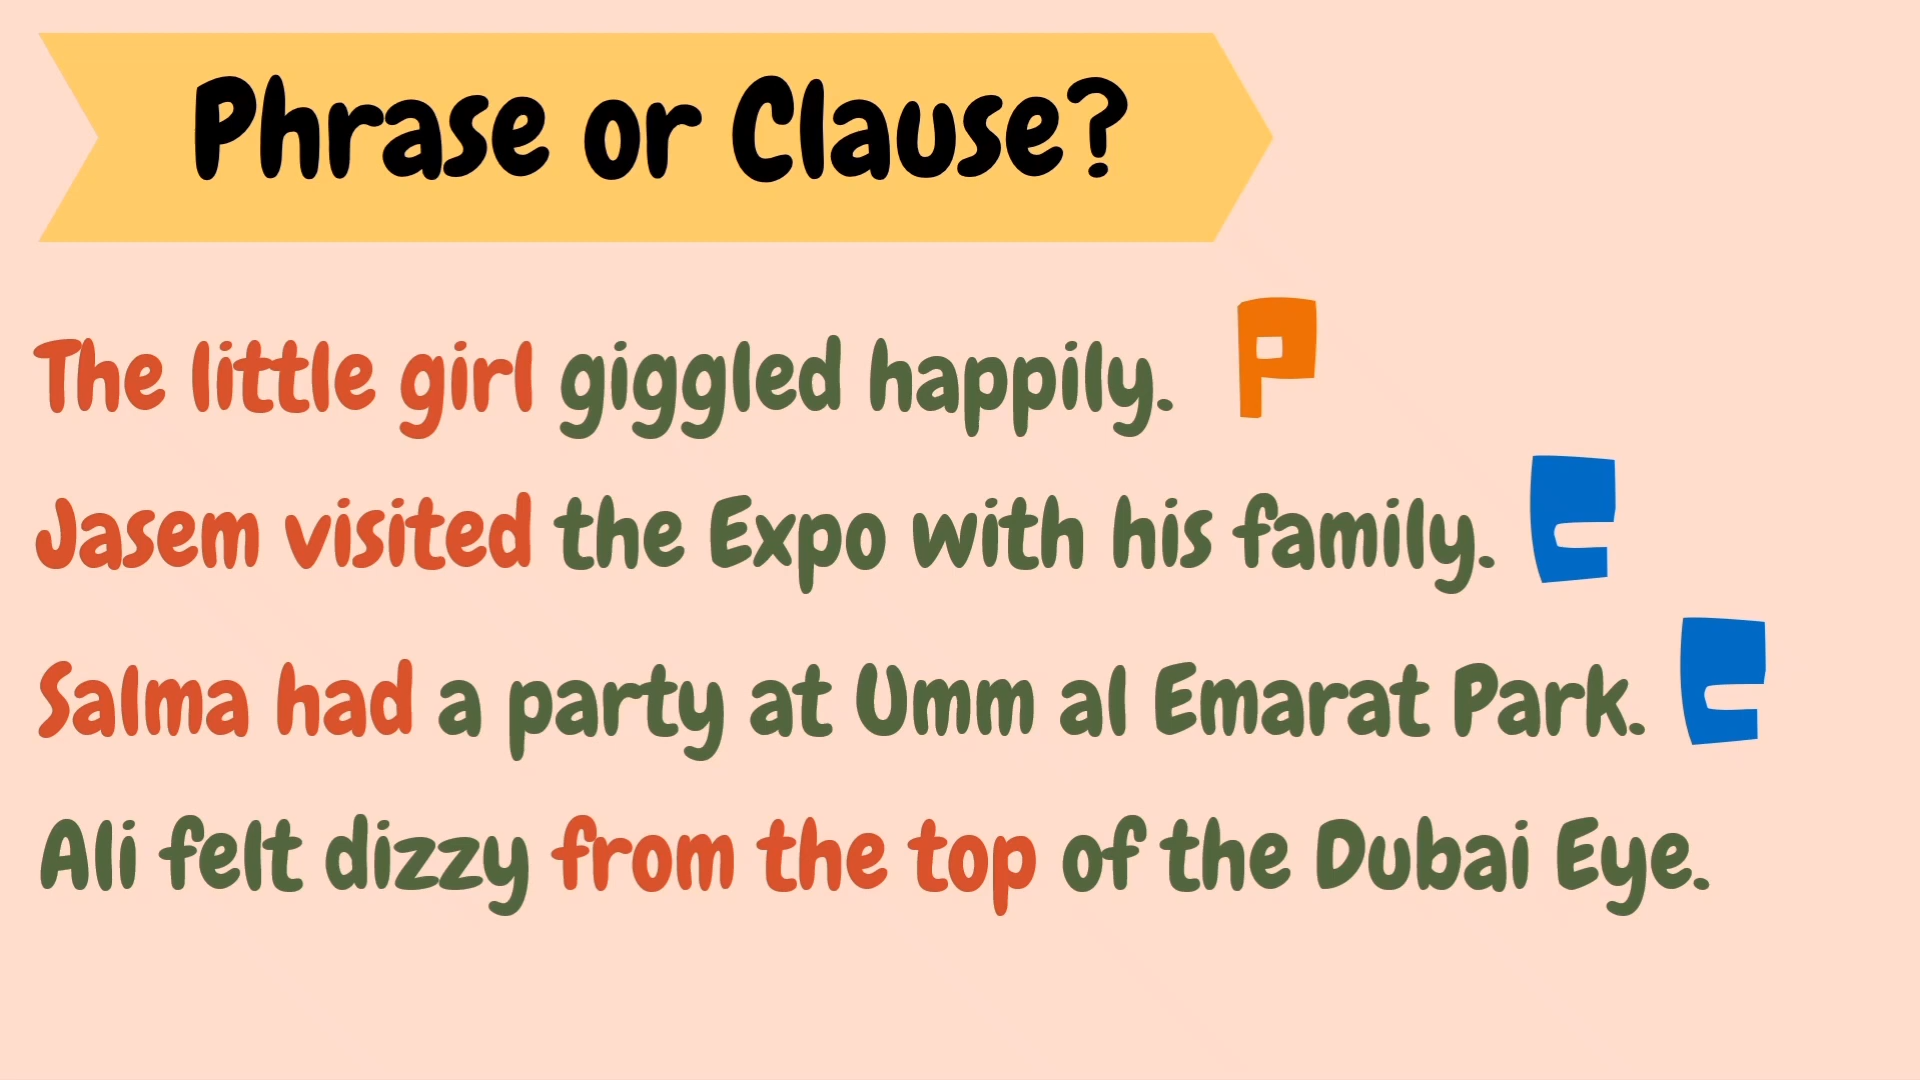 Phrase or Clause?
The little girl giggled happily. P
Jasem visited the Expo with his family. C
Salma had a party at Umm al Emarat Park. C
Ali felt dizzy from the top of the Dubai Eye.